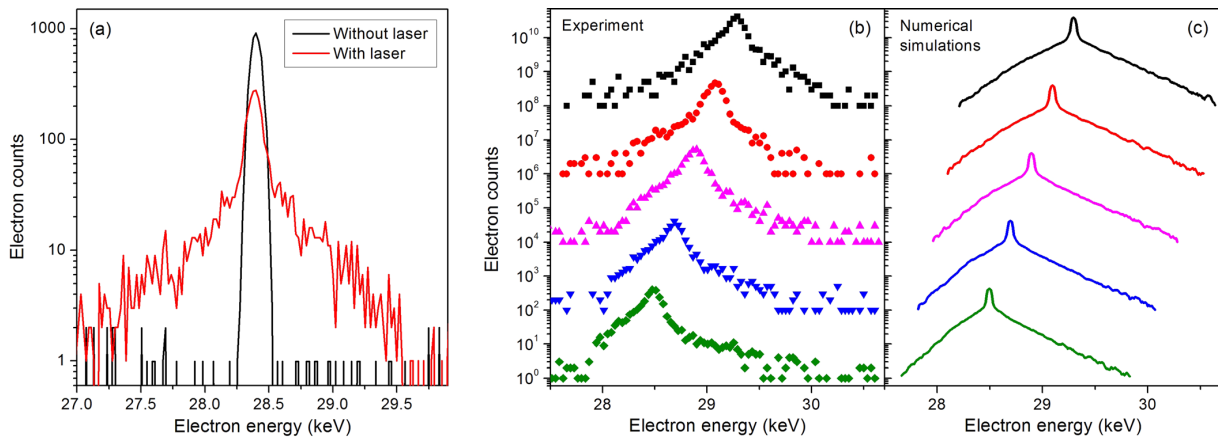 (a)
Without laser
With laser
Electron counts
1000
100
10
1
27.0 27.5 28.0 28.5 29.0 29.5
Electron energy (keV)
Experiment
(b)
Electron counts
10^10
10^9
10^8
10^7
10^6
10^5
10^4
10^3
10^2
10^1
10^0
28 29 30
Electron energy (keV)
Numerical
simulations
(c)
28 29 30
Electron energy (keV)